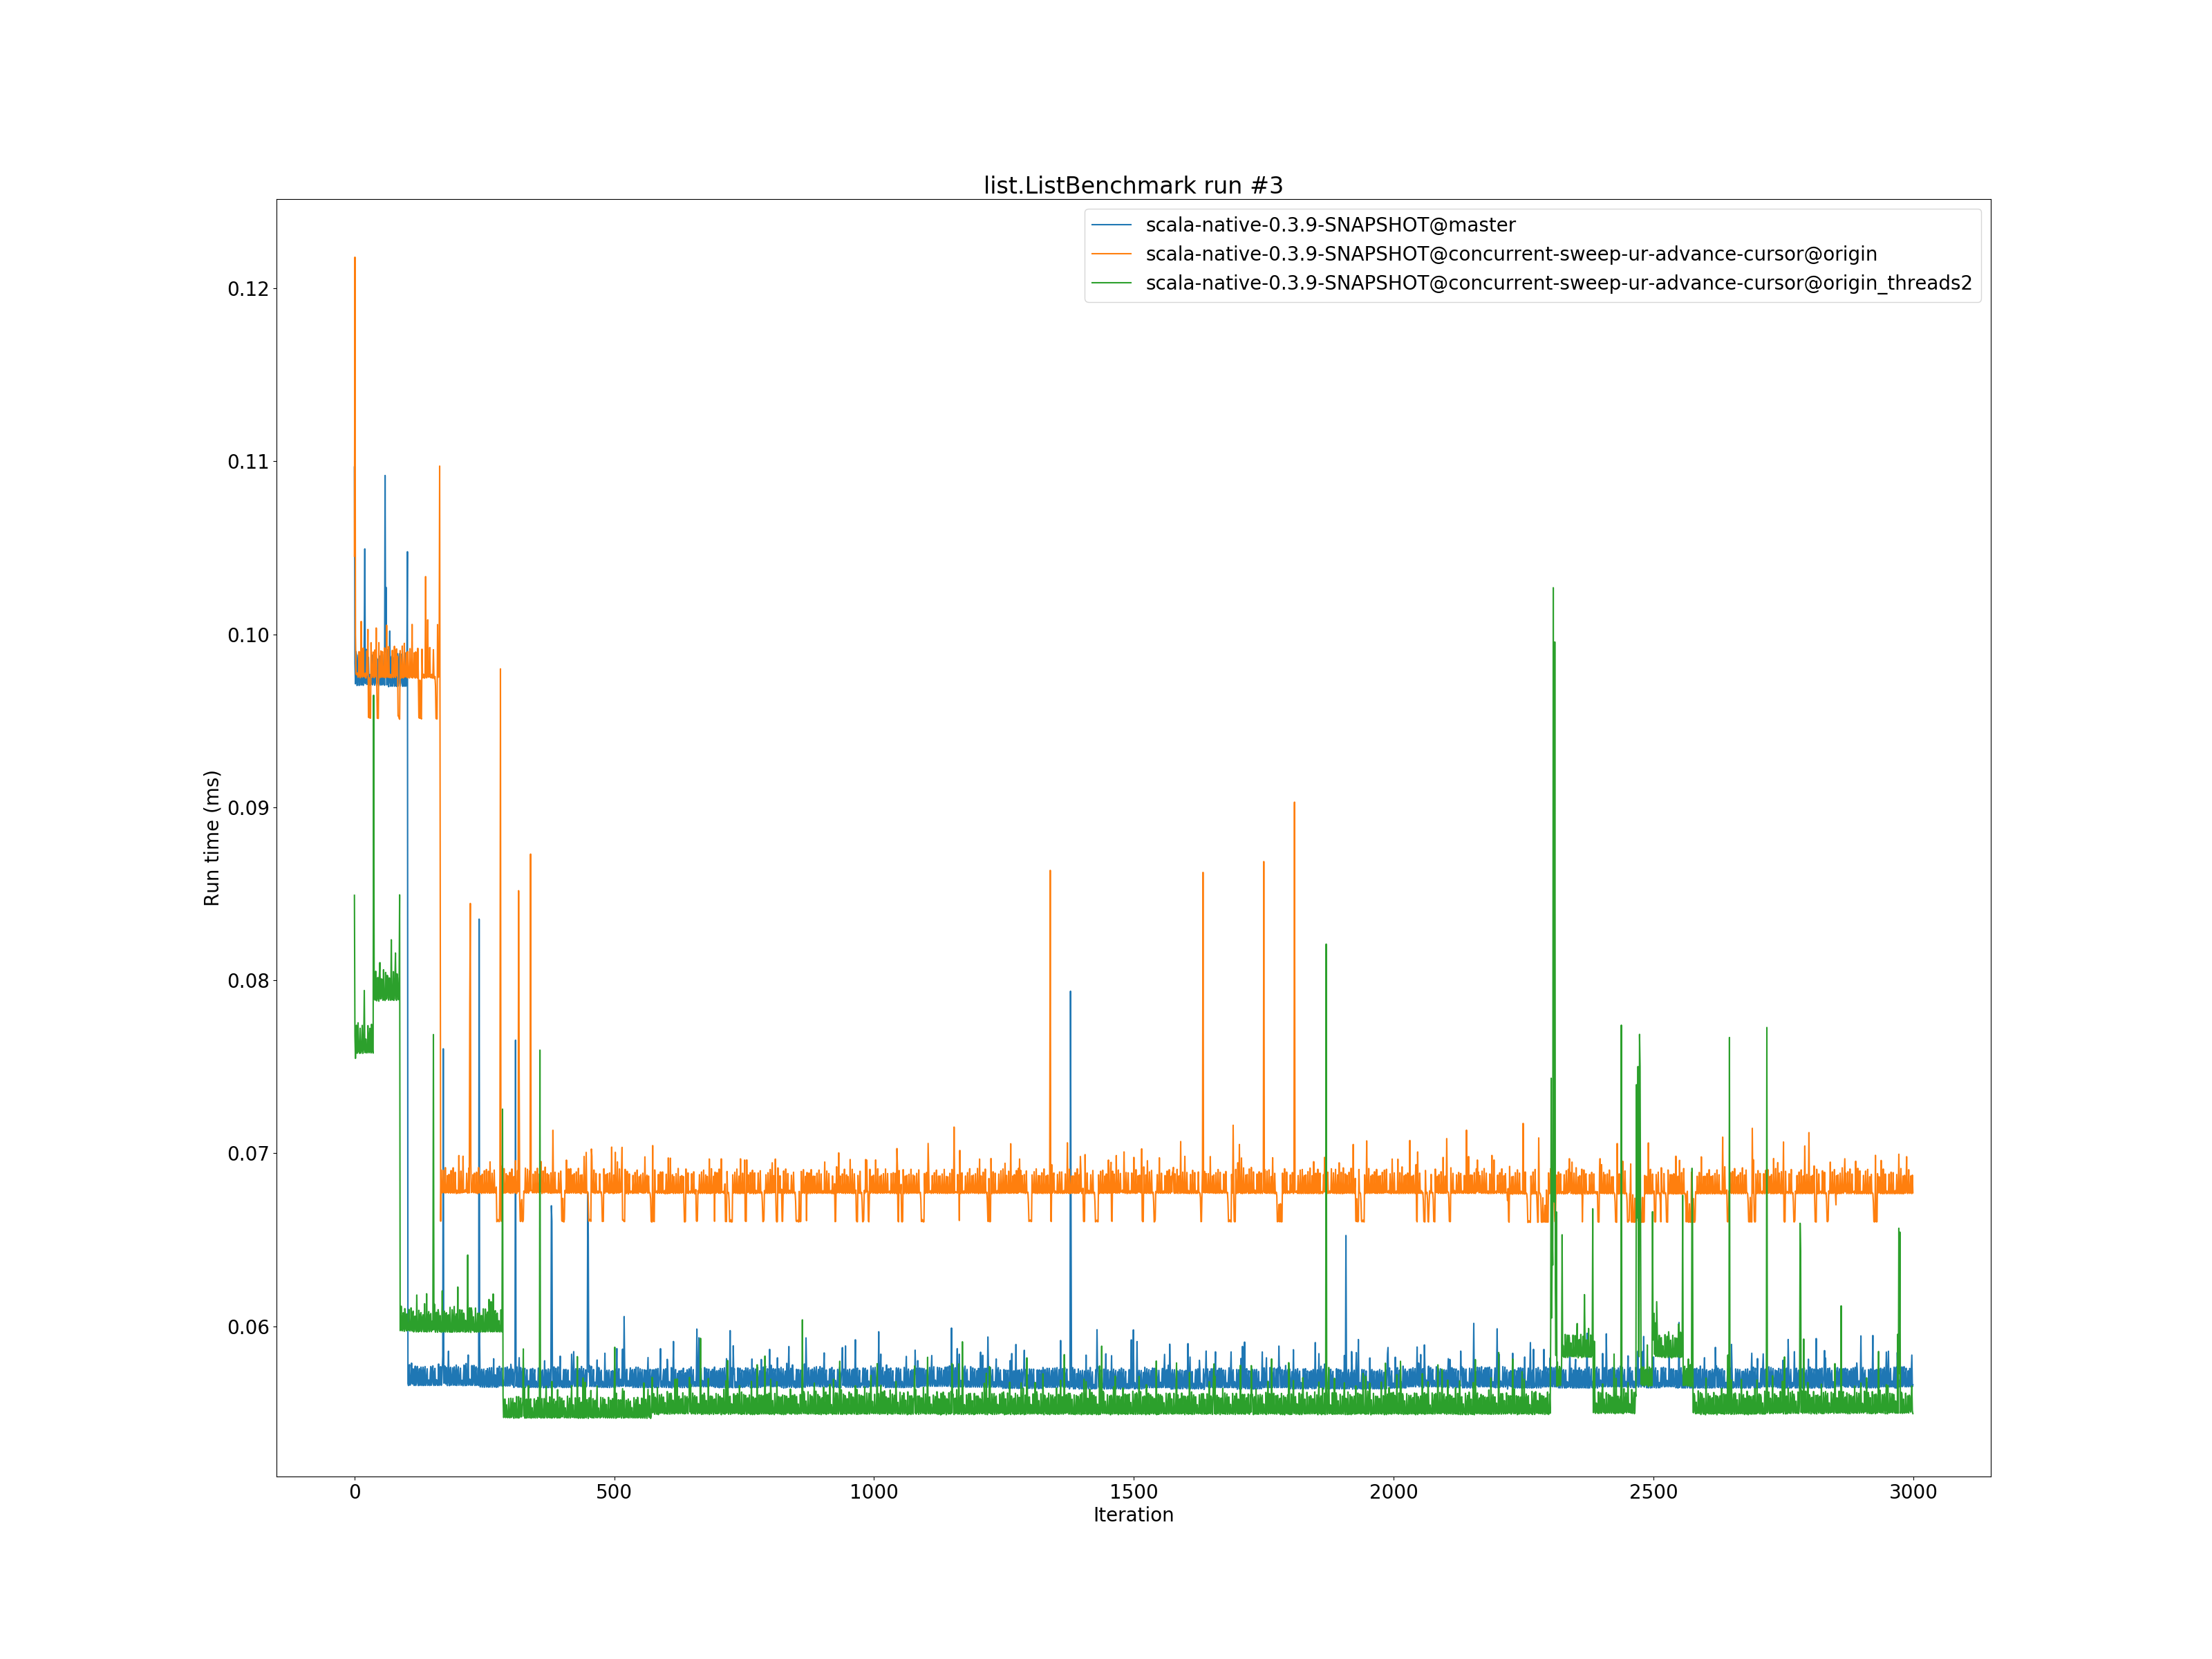 list.ListBenchmark run #3
scala-native-0.3.9-SNAPSHOT@master
scala-native-0.3.9-SNAPSHOT@concurrent-sweep-ur-advance-cursor@origin
scala-native-0.3.9-SNAPSHOT@concurrent-sweep-ur-advance-cursor@origin_threads2
0.12
0.11
0.10
0.09
0.08
0.07
0.06
Run time (ms)
0 500 1000 1500 2000 2500 3000
Iteration